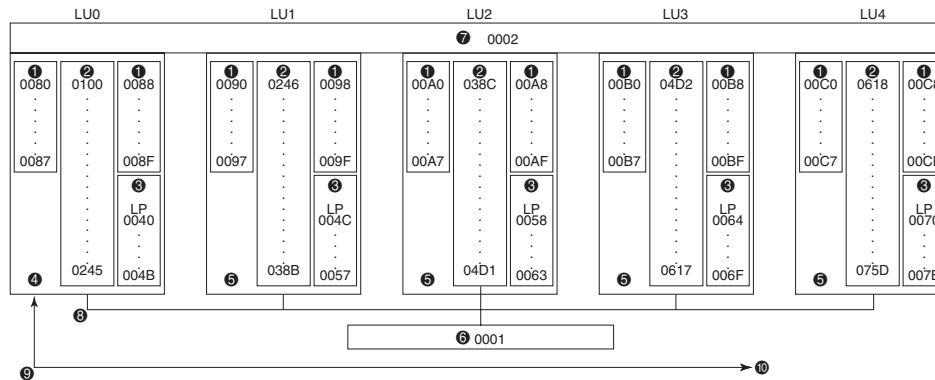 LU0 LU1 LU2 LU3 LU4
❼ 0002
❶ ❷ ❶ ❶ ❷ ❶ ❶ ❷ ❶ ❶ ❷ ❶ ❶ ❷ ❶
0080 0100 0088 0090 0246 0098 00A0 038C 00A8 00B0 04D2 00B8 00C0 0618 00C8
0087 008F 0097 009F 00A7 00AF 00B7 00BF 00C7
❸ ❸ ❸ ❸ ❸
LP LP LP LP LP
0040 004C 0058 0064 0070
❹ 0245 004B ❺ 038B 0057 ❺ 04D1 0063 ❺ 0617 006F ❺ 075D
❽
❻ 0001
❾ ❿